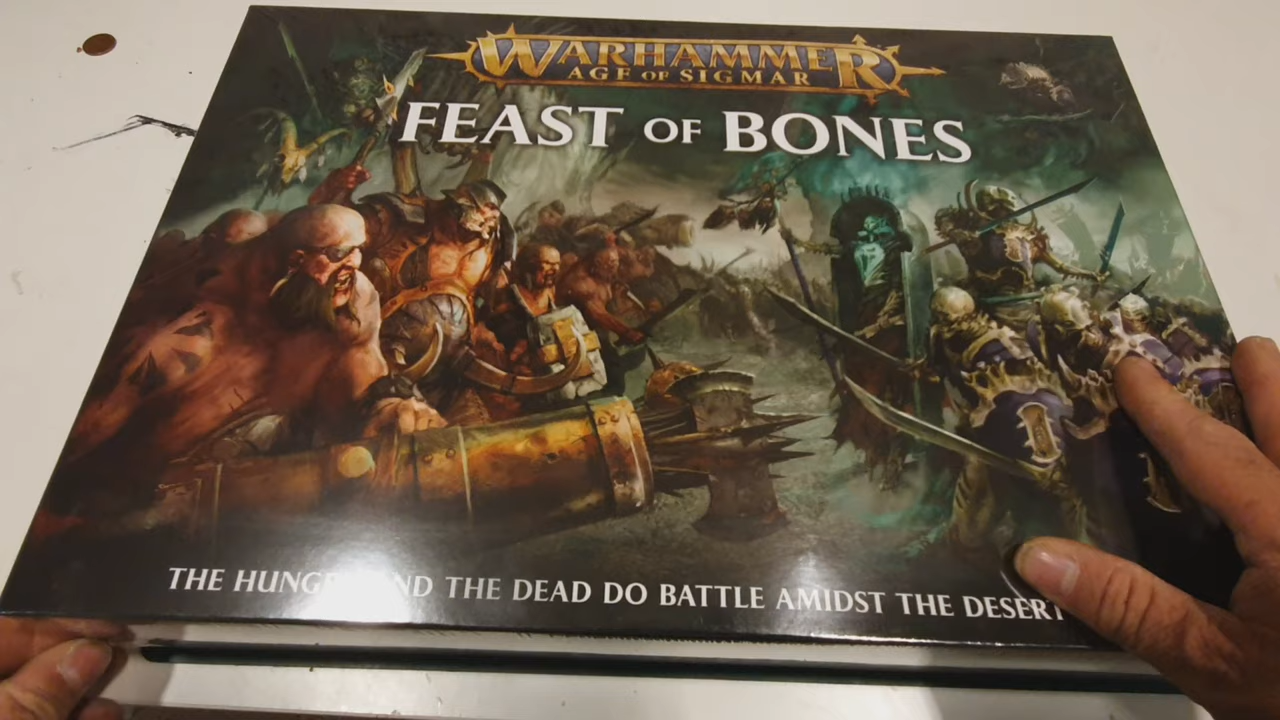 WARHAMMER
AGE OF SIGMAR
FEAST OF BONES
THE HUNG ND THE DEAD DO BATTLE AMIDST THE DESERT